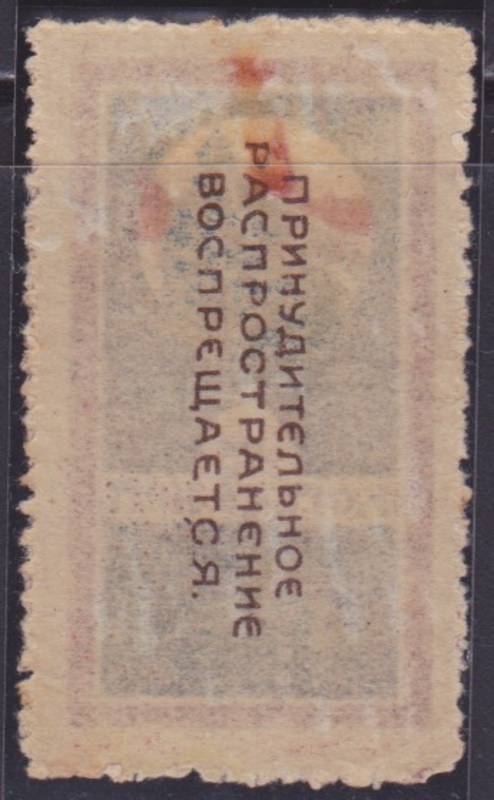 ПРИНУДИТЕЛЬНОЕ
РАСПРОСТРАНЕНИЕ
ВОСПРЕЩАЕТСЯ.